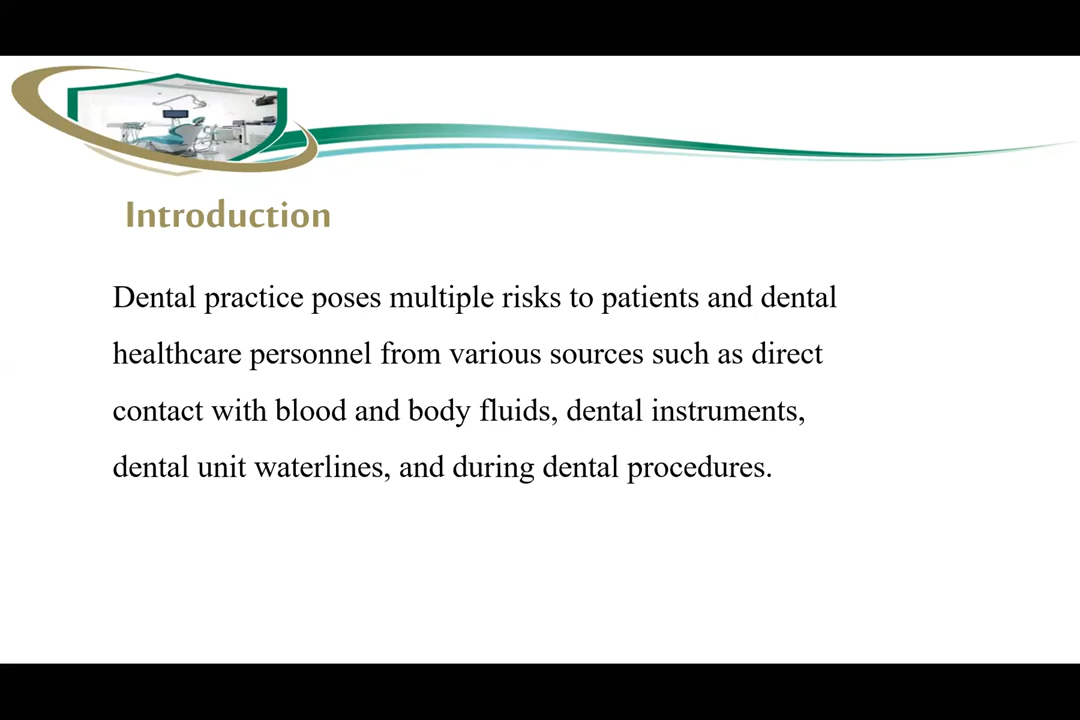 Introduction
Dental practice poses multiple risks to patients and dental
healthcare personnel from various sources such as direct
contact with blood and body fluids, dental instruments,
dental unit waterlines, and during dental procedures.